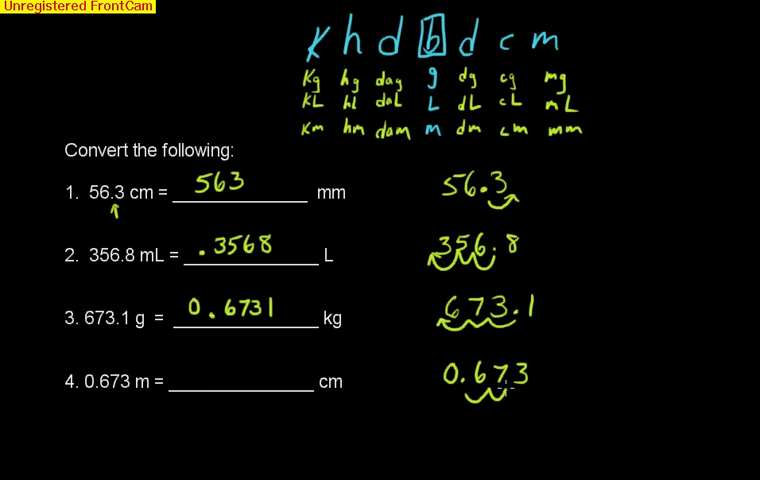 Unregistered FrontCam
K h d b d c m
Kg hg dag g dg cg mg
KL hl daL L dL cL mL
Km hm dam m dm cm mm
Convert the following:
1. 56.3 cm = 563 mm 56.3
2. 356.8 mL = .3568 L 356.8
3. 673.1 g = 0.6731 kg 673.1
4. 0.673 m = ____ cm 0.673